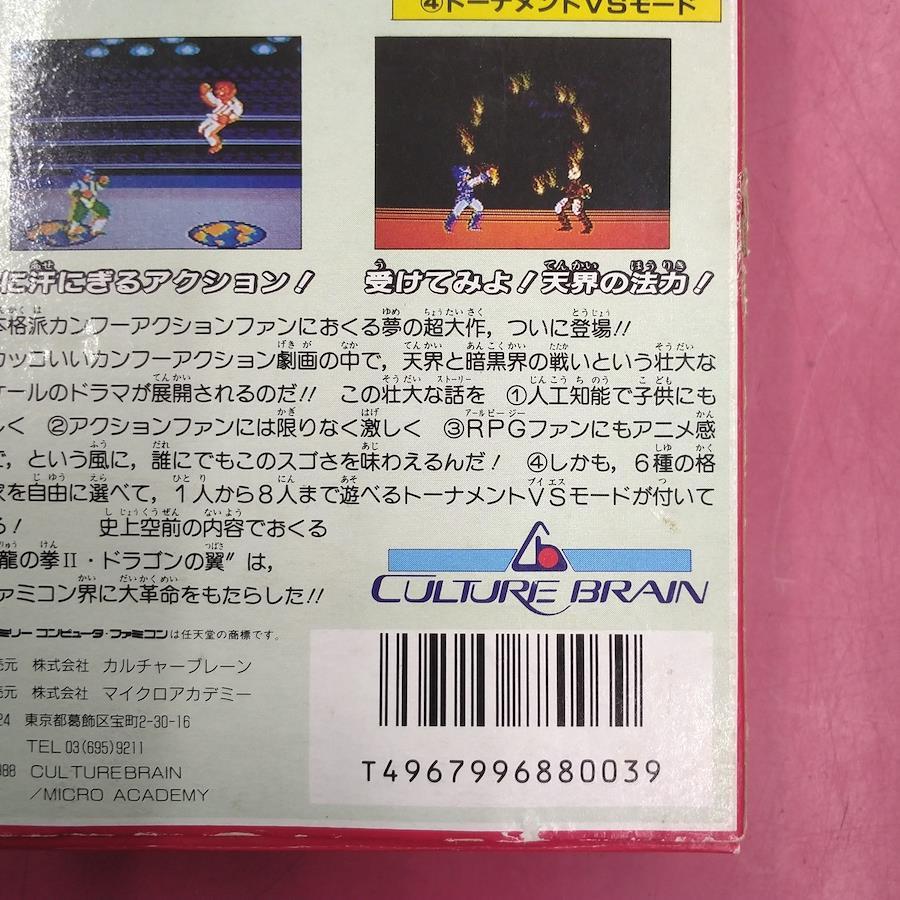 ④トーナメントVSモード
に汗にぎるアクション!
受けてみよ!天界の法力!
本格派カンフーアクションファンにおくる夢の超大作，ついに登場!!
カッコいいカンフーアクション劇画の中で，天界と暗黒界の戦いという壮大な
ケールのドラマが展開されるのだ!! この壮大な話を ①人工知能で子供にも
しく ②アクションファンには限りなく激しく ③RPGファンにもアニメ感
で，という風に，誰にでもこのスゴさを味わえるんだ! ④しかも，6種の格
家を自由に選べて，1人から8人まで遊べるトーナメントVSモードが付いて
る! 史上空前の内容でおくる
龍の拳II・ドラゴンの翼〞は，
ァミコン界に大革命をもたらした!!
CULTURE BRAIN
ミリー コンピュータ・ファミコンは任天堂の商標です。
売元 株式会社 カルチャーブレーン
売元 株式会社 マイクロアカデミー
24 東京都葛飾区宝町2-30-16
TEL 03(695)9211
988 CULTUREBRAIN
/MICRO ACADEMY
T4967996880039